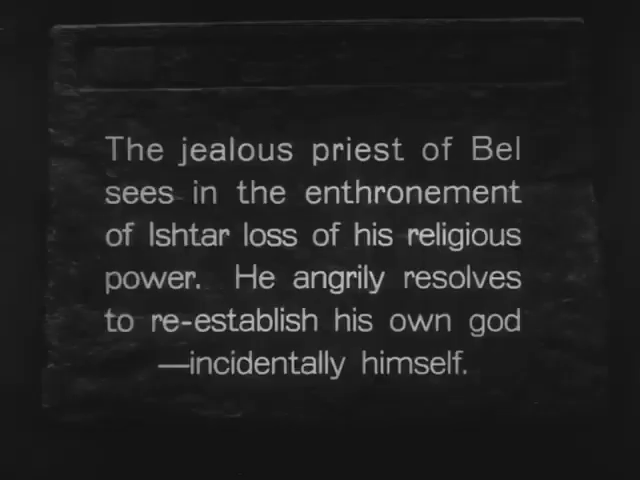 The jealous priest of Bel
sees in the enthronement
of Ishtar loss of his religious
power. He angrily resolves
to re-establish his own god
—incidentally himself.